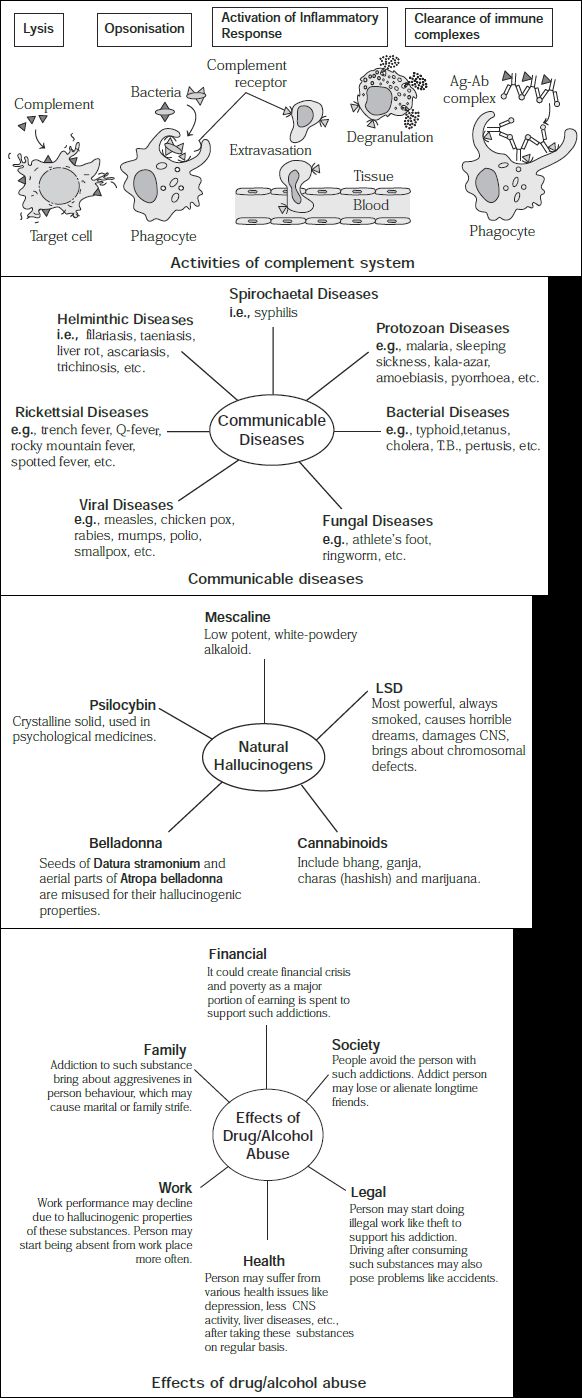 Lysis
Opsonisation
Activation of Inflammatory
Response
Clearance of immune
complexes
Complement
Bacteria
Complement
receptor
Extravasation
Degranulation
Ag-Ab
complex
Tissue
Blood
Target cell
Phagocyte
Phagocyte
Activities of complement system
Spirochaetal Diseases
i.e., syphilis
Helminthic Diseases
i.e., filariasis, taeniasis,
liver rot, ascariasis,
trichinosis, etc.
Protozoan Diseases
e.g., malaria, sleeping
sickness, kala-azar,
amoebiasis, pyorrhoea, etc.
Rickettsial Diseases
e.g., trench fever, Q-fever,
rocky mountain fever,
spotted fever, etc.
Communicable
Diseases
Bacterial Diseases
e.g., typhoid,tetanus,
cholera, T.B., pertusis, etc.
Viral Diseases
e.g., measles, chicken pox,
rabies, mumps, polio,
smallpox, etc.
Fungal Diseases
e.g., athlete's foot,
ringworm, etc.
Communicable diseases
Mescaline
Low potent, white-powdery
alkaloid.
Psilocybin
Crystalline solid, used in
psychological medicines.
LSD
Most powerful, always
smoked, causes horrible
dreams, damages CNS,
brings about chromosomal
defects.
Natural
Hallucinogens
Belladonna
Seeds of Datura stramonium and
aerial parts of Atropa belladonna
are misused for their hallucinogenic
properties.
Cannabinoids
Include bhang, ganja,
charas (hashish) and marijuana.
Financial
It could create financial crisis
and poverty as a major
portion of earning is spent to
support such addictions.
Family
Addiction to such substance
bring about aggresivenes in
person behaviour, which may
cause marital or family strife.
Society
People avoid the person with
such addictions. Addict person
may lose or alienate longtime
friends.
Effects of
Drug/Alcohol
Abuse
Work
Work performance may decline
due to hallucinogenic properties
of these substances. Person may
start being absent from work place
more often.
Legal
Person may start doing
illegal work like theft to
support his addiction.
Driving after consuming
such substances may also
pose problems like accidents.
Health
Person may suffer from
various health issues like
depression, less CNS
activity, liver diseases, etc.,
after taking these substances
on regular basis.
Effects of drug/alcohol abuse